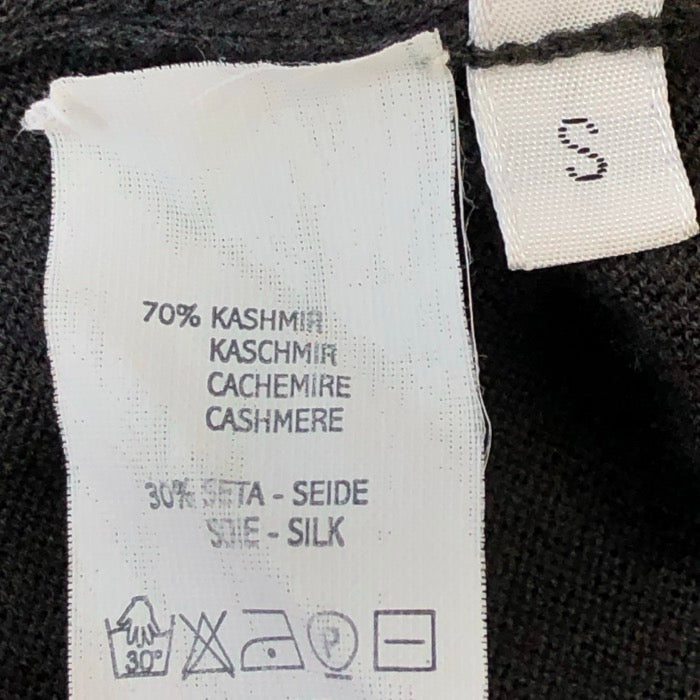 S
70% KASHMIR
KASCHMIR
CACHEMIRE
CASHMERE
30% SETA - SEIDE
SOIE - SILK
30°
P